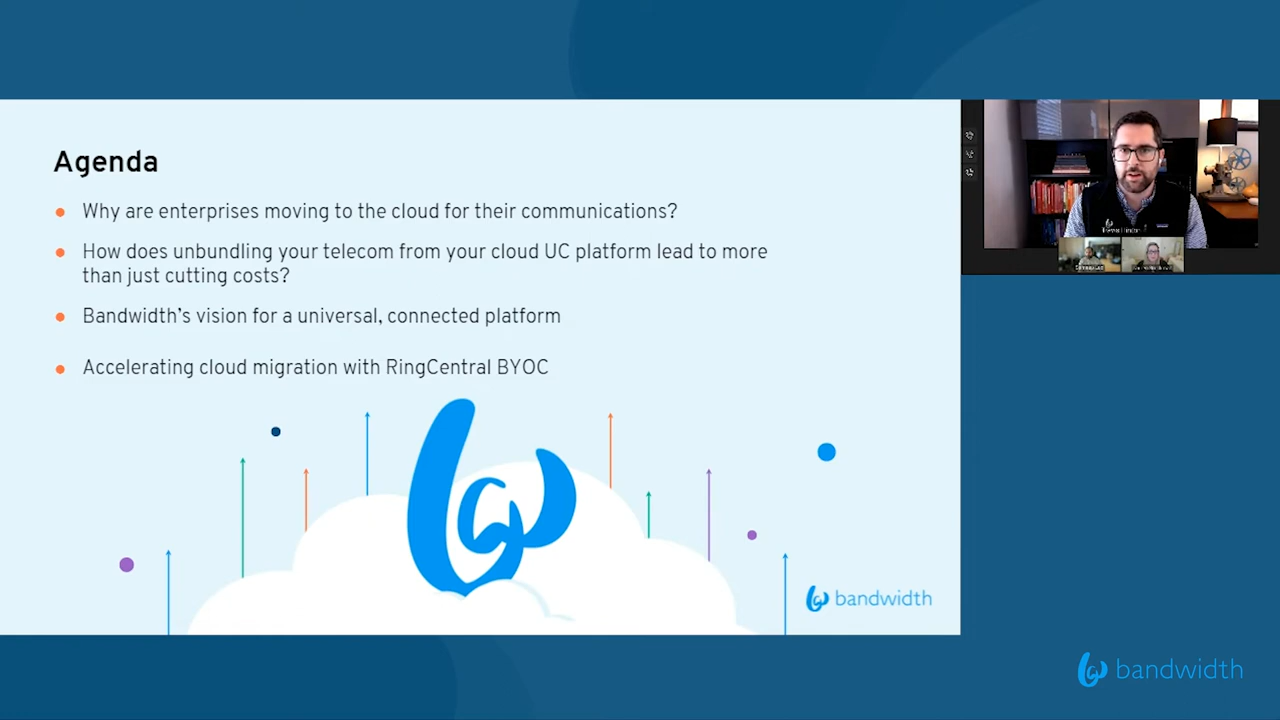 Agenda
Why are enterprises moving to the cloud for their communications?
How does unbundling your telecom from your cloud UC platform lead to more
than just cutting costs?
Bandwidth's vision for a universal, connected platform
Accelerating cloud migration with RingCentral BYOC
bandwidth
bandwidth